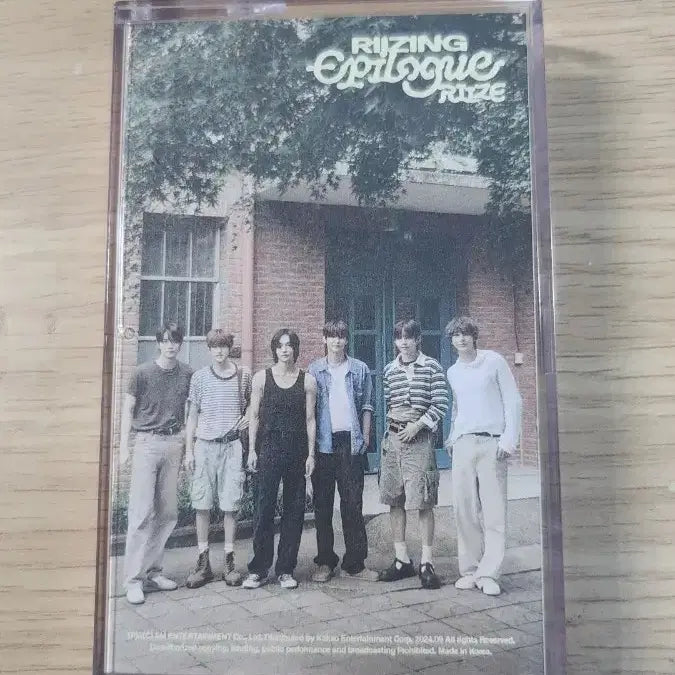 RIIZING
Epilogue
RIIZE
ENTERTAINMENT Co., Ltd. Distributed by Kakao Entertainment Corp. 2024.09 All rights Reserved.
Unauthorized copying, lending, public performance and broadcasting Prohibited. Made in Korea.